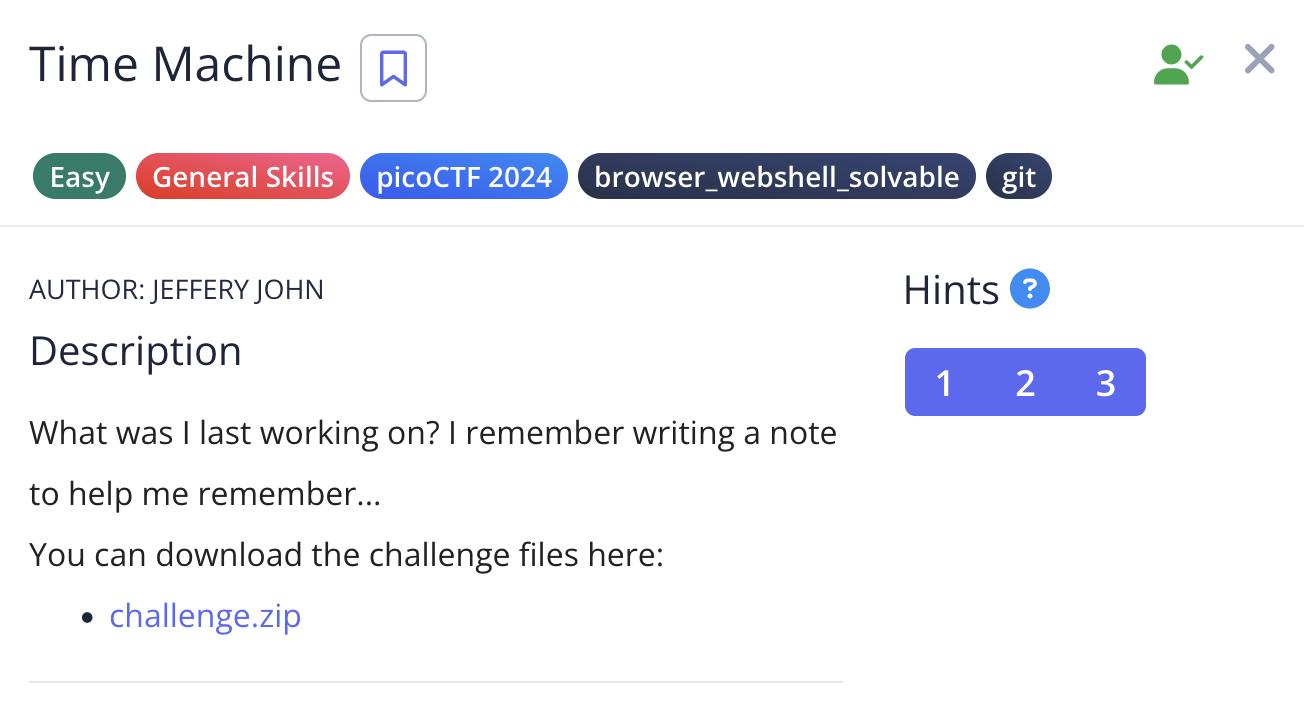 Time Machine
Easy General Skills picoCTF 2024 browser_webshell_solvable git
AUTHOR: JEFFERY JOHN
Description
What was I last working on? I remember writing a note
to help me remember...
You can download the challenge files here:
• challenge.zip
Hints ?
1 2 3